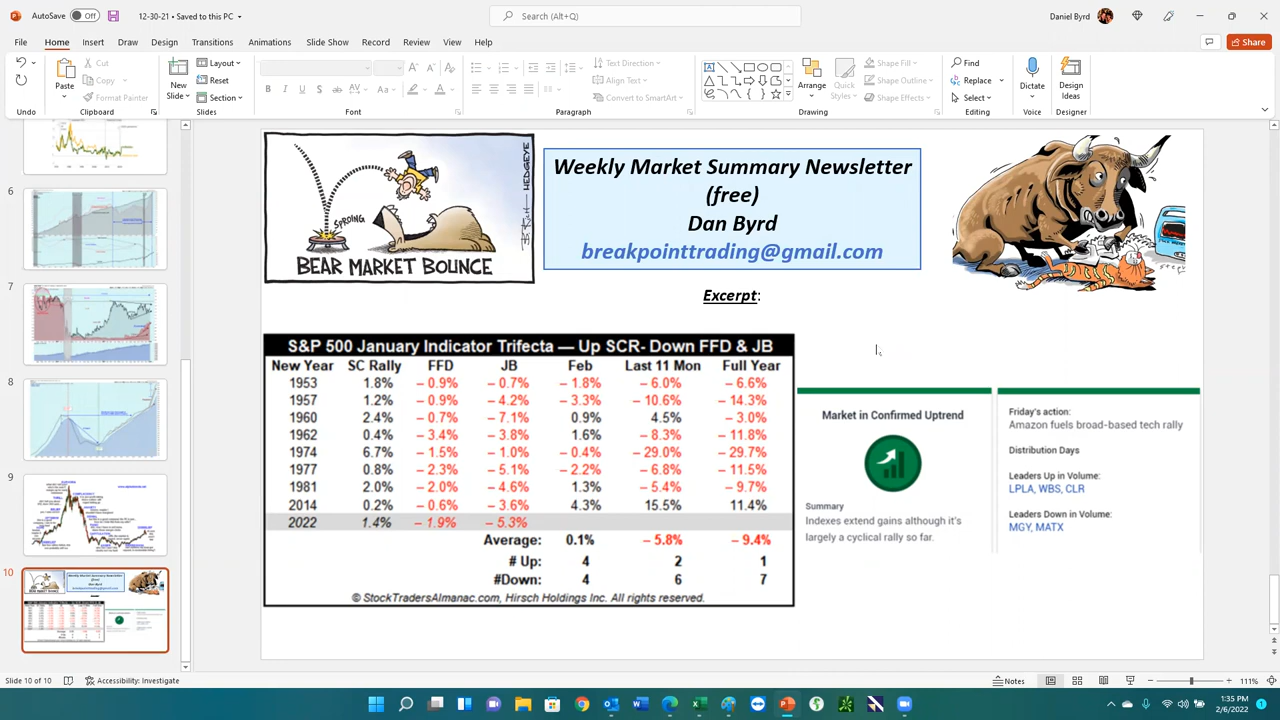 AutoSave Off 12-30-21 • Saved to this PC Search (Alt+Q) Daniel Byrd
File Home Insert Draw Design Transitions Animations Slide Show Record Review View Help Share
Paste Cut Copy Format Painter New Slide Layout Reset Section Text Direction Align Text Convert to SmartArt Arrange Quick Styles Shape Fill Shape Outline Shape Effects Find Replace Select Dictate Design Ideas
Undo Clipboard Slides Font Paragraph Drawing Editing Voice Designer
6
7
8
9
10
SPROING
HEDGEYE
BEAR MARKET BOUNCE
Weekly Market Summary Newsletter
(free)
Dan Byrd
breakpointtrading@gmail.com
Excerpt:
S&P 500 January Indicator Trifecta — Up SCR- Down FFD & JB
New Year SC Rally FFD JB Feb Last 11 Mon Full Year
1953 1.8% – 0.9% – 0.7% – 1.8% – 6.0% – 6.6%
1957 1.2% – 0.9% – 4.2% – 3.3% – 10.6% – 14.3%
1960 2.4% – 0.7% – 7.1% 0.9% 4.5% – 3.0%
1962 0.4% – 3.4% – 3.8% 1.6% – 8.3% – 11.8%
1974 6.7% – 1.5% – 1.0% – 0.4% – 29.0% – 29.7%
1977 0.8% – 2.3% – 5.1% – 2.2% – 6.8% – 11.5%
1981 2.0% – 2.0% – 4.6% 1.3% – 5.4% – 9.7%
2014 0.2% – 0.6% – 3.6% 4.3% 15.5% 11.4%
2022 1.4% – 1.9% – 5.3%
Average: 0.1% – 5.8% – 9.4%
# Up: 4 2 1
#Down: 4 6 7
© StockTradersAlmanac.com, Hirsch Holdings Inc. All rights reserved.
Market in Confirmed Uptrend
Summary
Indexes extend gains although it's
largely a cyclical rally so far.
Friday's action:
Amazon fuels broad-based tech rally
Distribution Days
Leaders Up in Volume:
LPLA, WBS, CLR
Leaders Down in Volume:
MGY, MATX
Slide 10 of 10 Accessibility: Investigate Notes 111%
1:35 PM
2/6/2022